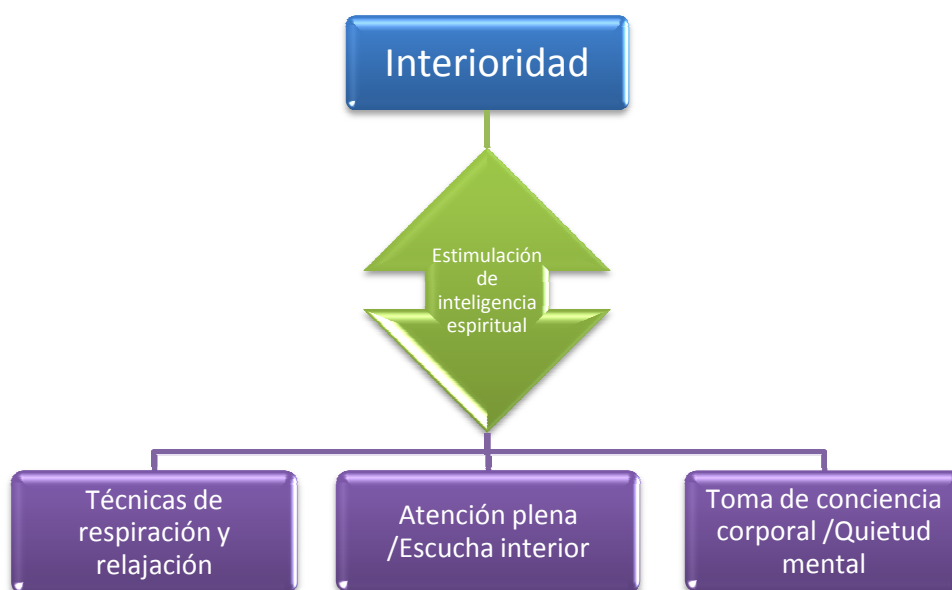 Interioridad
Estimulación
de
inteligencia
espiritual
Técnicas de
respiración y
relajación
Atención plena
/Escucha interior
Toma de conciencia
corporal /Quietud
mental